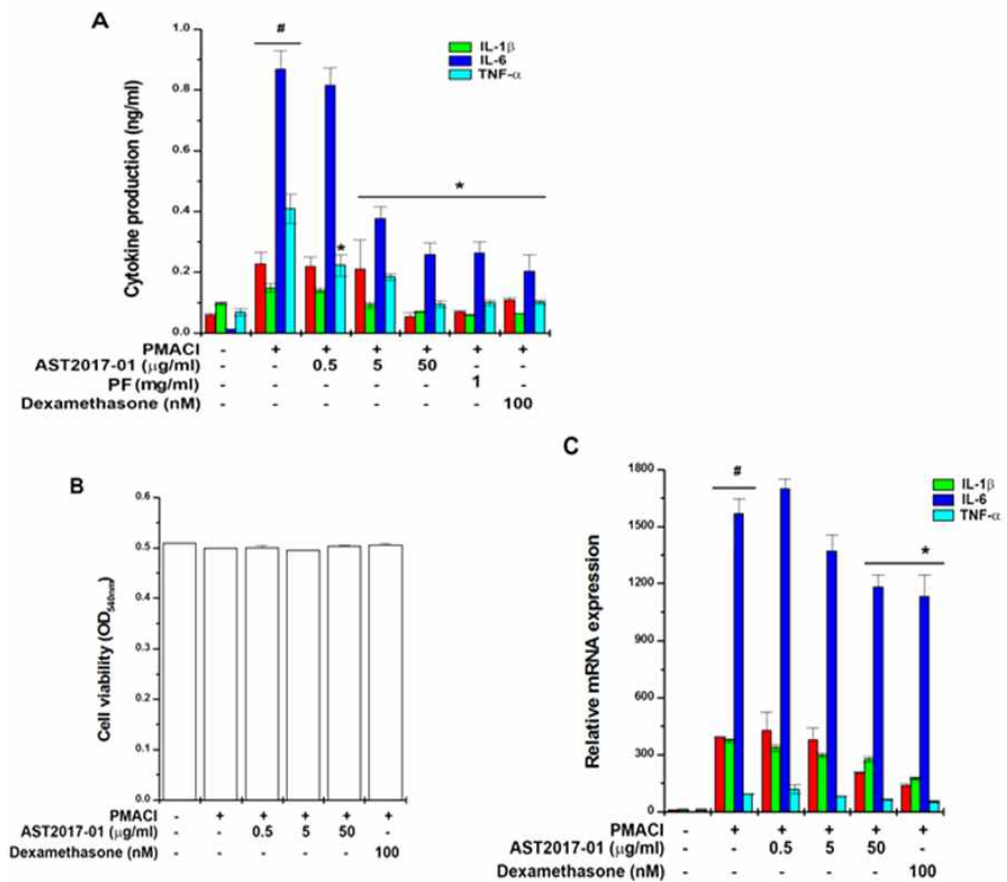 A
#
IL-1β
IL-6
TNF-α
*
*
Cytokine production (ng/ml)
1.0
0.8
0.6
0.4
0.2
0.0
PMACI - + + + + + +
AST2017-01 (μg/ml) - - 0.5 5 50 - -
PF (mg/ml) - - - - - 1 -
Dexamethasone (nM) - - - - - - 100
B
Cell viability (OD540nm)
0.6
0.5
0.4
0.3
0.2
0.1
0.0
PMACI - + + + + +
AST2017-01 (μg/ml) - - 0.5 5 50 -
Dexamethasone (nM) - - - - - 100
C
#
IL-1β
IL-6
TNF-α
*
Relative mRNA expression
1800
1500
1200
900
600
300
0
PMACI - + + + + +
AST2017-01 (μg/ml) - - 0.5 5 50 -
Dexamethasone (nM) - - - - - 100